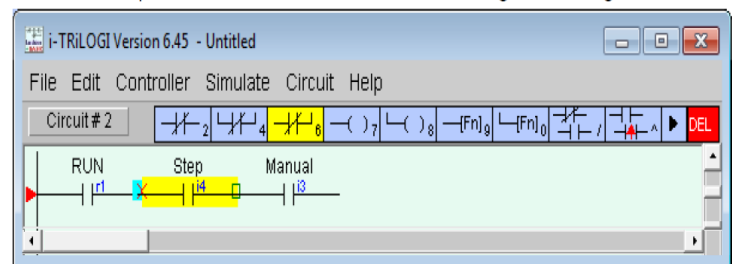 i-TRiLOGI Version 6.45 - Untitled
File Edit Controller Simulate Circuit Help
Circuit # 2 2 4 6 ( ) 7 ( ) 8 [Fn] 9 [Fn] 0 / ^ DEL
RUN Step Manual
r1 i4 i3